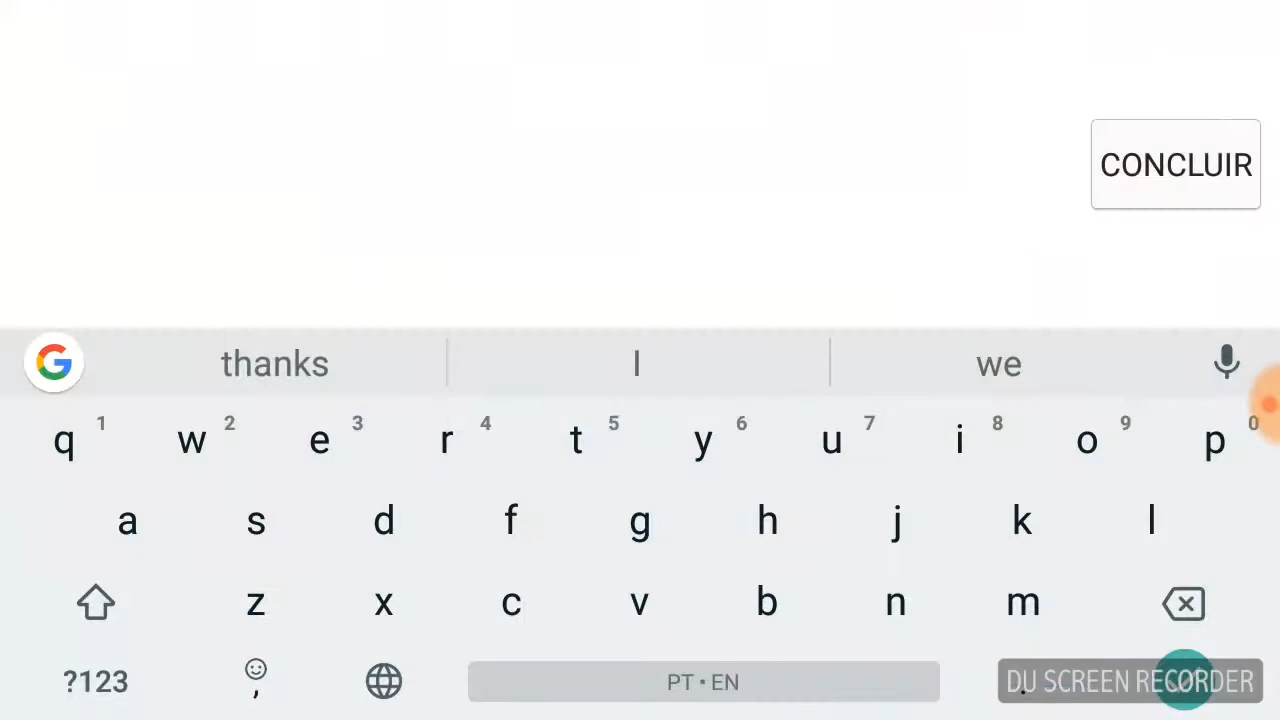 CONCLUIR
thanks I we
q 1 w 2 e 3 r 4 t 5 y 6 u 7 i 8 o 9 p 0
a s d f g h j k l
z x c v b n m
?123 , PT • EN . DU SCREEN RECORDER